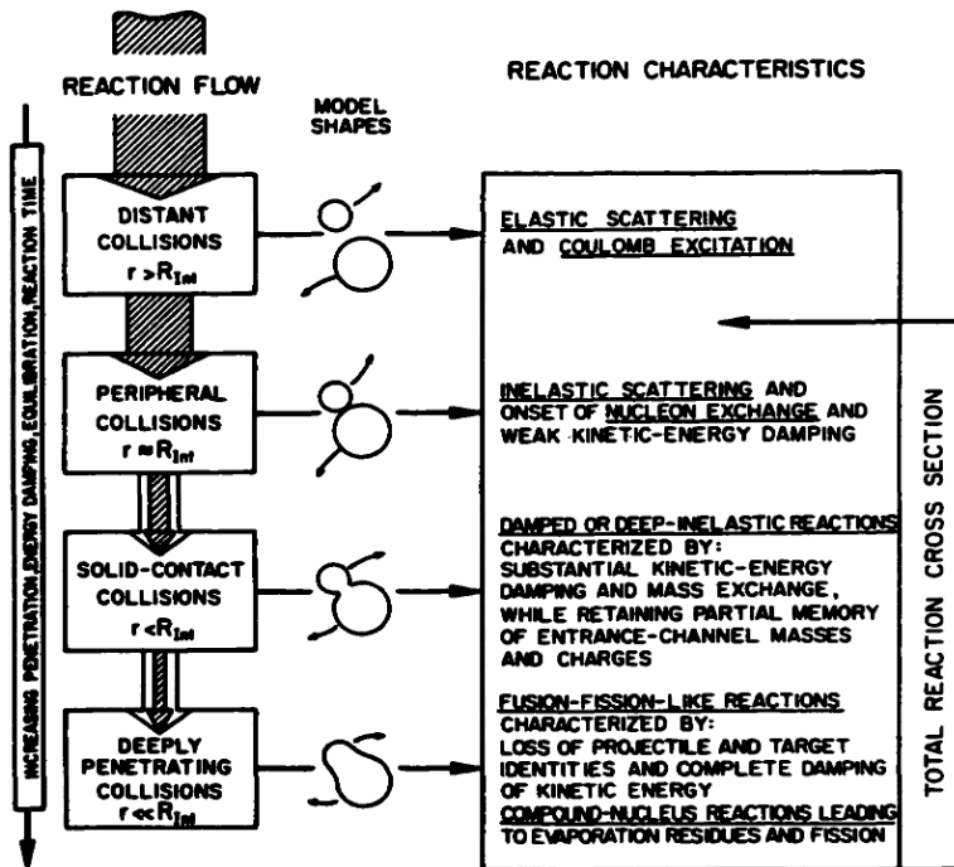 REACTION FLOW
MODEL
SHAPES
REACTION CHARACTERISTICS
INCREASING PENETRATION, ENERGY DAMPING, EQUILIBRATION, REACTION TIME
DISTANT
COLLISIONS
r > R_Int
ELASTIC SCATTERING
AND COULOMB EXCITATION
PERIPHERAL
COLLISIONS
r ≈ R_Int
INELASTIC SCATTERING AND
ONSET OF NUCLEON EXCHANGE AND
WEAK KINETIC-ENERGY DAMPING
SOLID-CONTACT
COLLISIONS
r < R_Int
DAMPED OR DEEP-INELASTIC REACTIONS
CHARACTERIZED BY:
SUBSTANTIAL KINETIC-ENERGY
DAMPING AND MASS EXCHANGE,
WHILE RETAINING PARTIAL MEMORY
OF ENTRANCE-CHANNEL MASSES
AND CHARGES
DEEPLY
PENETRATING
COLLISIONS
r << R_Int
FUSION-FISSION-LIKE REACTIONS
CHARACTERIZED BY:
LOSS OF PROJECTILE AND TARGET
IDENTITIES AND COMPLETE DAMPING
OF KINETIC ENERGY
COMPOUND-NUCLEUS REACTIONS LEADING
TO EVAPORATION RESIDUES AND FISSION
TOTAL REACTION CROSS SECTION